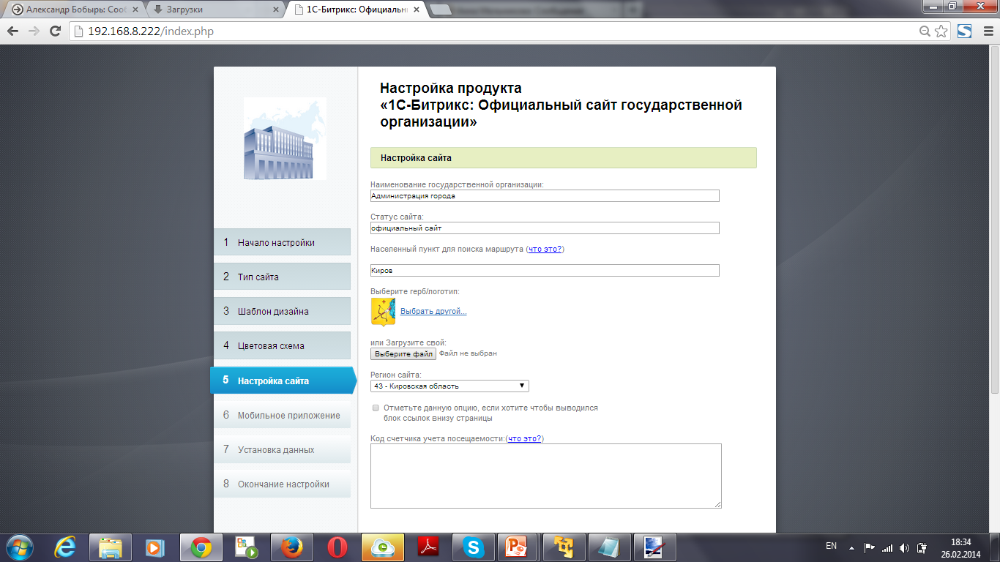 Александр Бобырь: Сооб
Загрузки
1С-Битрикс: Официальн
192.168.8.222/index.php
Настройка продукта
«1С-Битрикс: Официальный сайт государственной
организации»
Настройка сайта
Наименование государственной организации:
Администрация города
Статус сайта:
официальный сайт
Населенный пункт для поиска маршрута (что это?)
Киров
Выберите герб/логотип:
Выбрать другой...
или Загрузите свой:
Выберите файл Файл не выбран
Регион сайта:
43 - Кировская область
Отметьте данную опцию, если хотите чтобы выводился
блок ссылок внизу страницы
Код счетчика учета посещаемости:(что это?)
1 Начало настройки
2 Тип сайта
3 Шаблон дизайна
4 Цветовая схема
5 Настройка сайта
6 Мобильное приложение
7 Установка данных
8 Окончание настройки
EN
18:34
26.02.2014